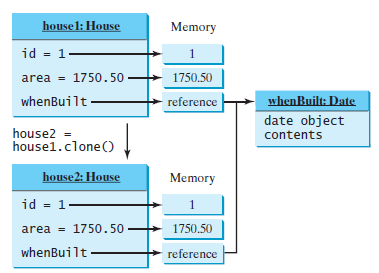 house1: House
Memory
id = 1
1
area = 1750.50
1750.50
whenBuilt
reference
whenBuilt: Date
date object
contents
house2 =
house1.clone()
house2: House
Memory
id = 1
1
area = 1750.50
1750.50
whenBuilt
reference